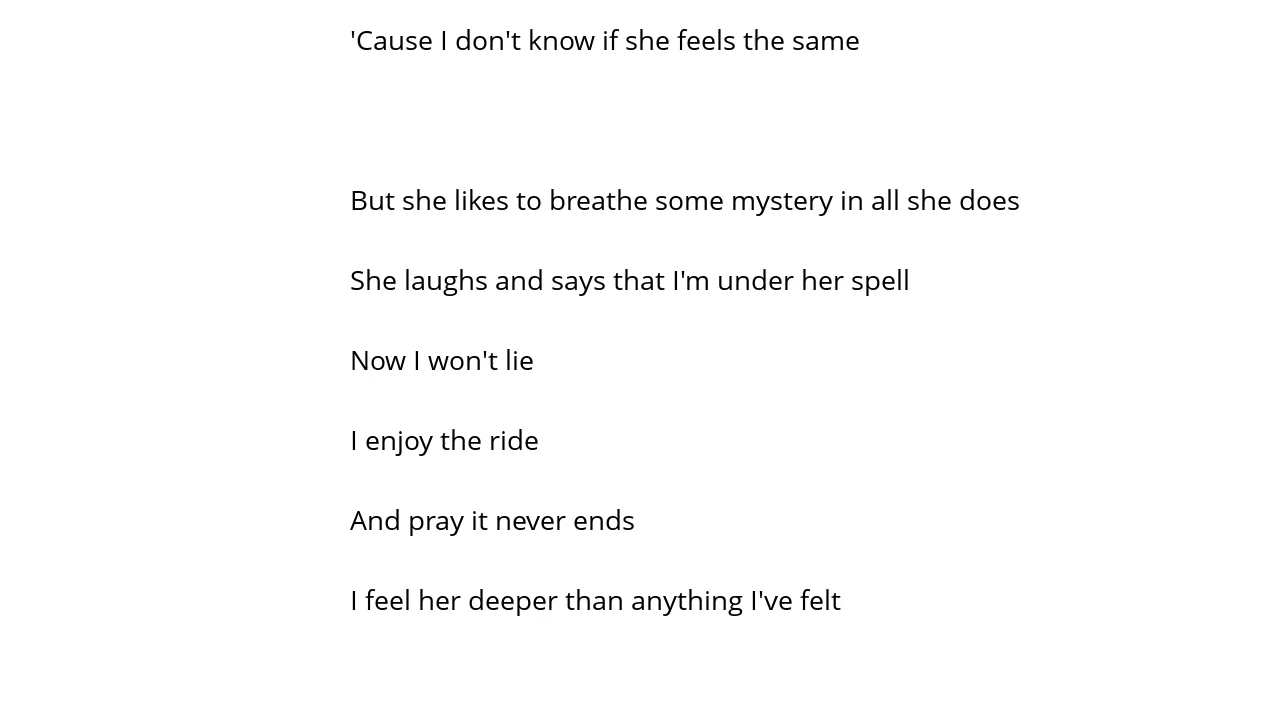 'Cause I don't know if she feels the same
But she likes to breathe some mystery in all she does
She laughs and says that I'm under her spell
Now I won't lie
I enjoy the ride
And pray it never ends
I feel her deeper than anything I've felt